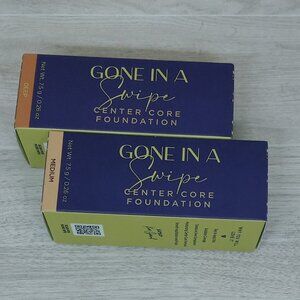 DEEP
Net Wt. 7.5 g / 0.26 oz
GONE IN A
Swipe
CENTER CORE
FOUNDATION
MEDIUM
Net Wt. 7.5 g / 0.26 oz
GONE IN A
Swipe
CENTER CORE
FOUNDATION